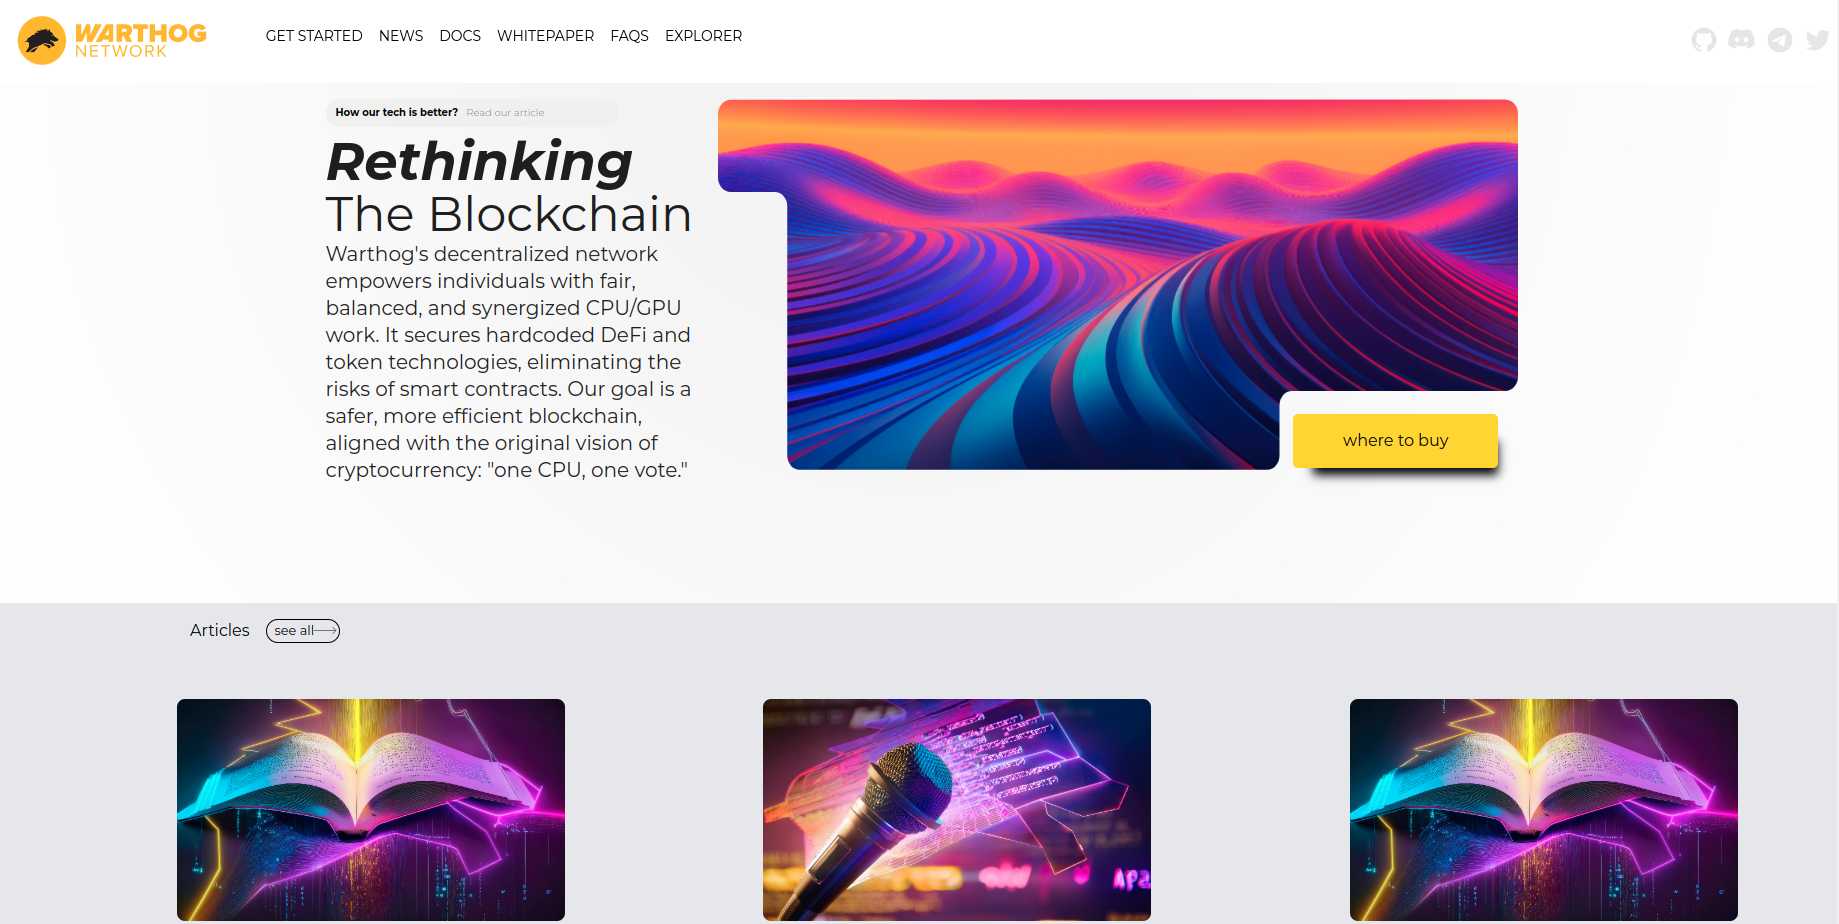 WARTHOG
NETWORK
GET STARTED NEWS DOCS WHITEPAPER FAQS EXPLORER
How our tech is better? Read our article
Rethinking
The Blockchain
Warthog's decentralized network
empowers individuals with fair,
balanced, and synergized CPU/GPU
work. It secures hardcoded DeFi and
token technologies, eliminating the
risks of smart contracts. Our goal is a
safer, more efficient blockchain,
aligned with the original vision of
cryptocurrency: "one CPU, one vote."
where to buy
Articles see all